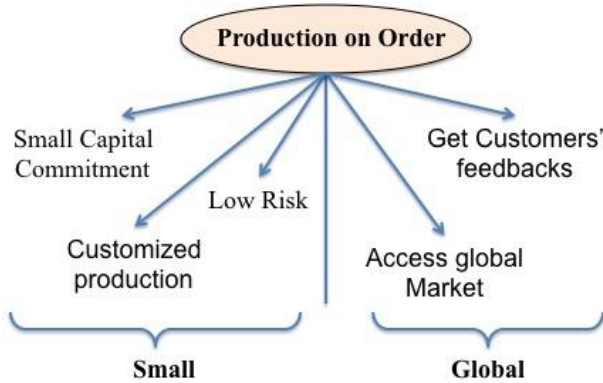 Production on Order
Small Capital
Commitment
Get Customers’
feedbacks
Low Risk
Customized
production
Access global
Market
Small
Global